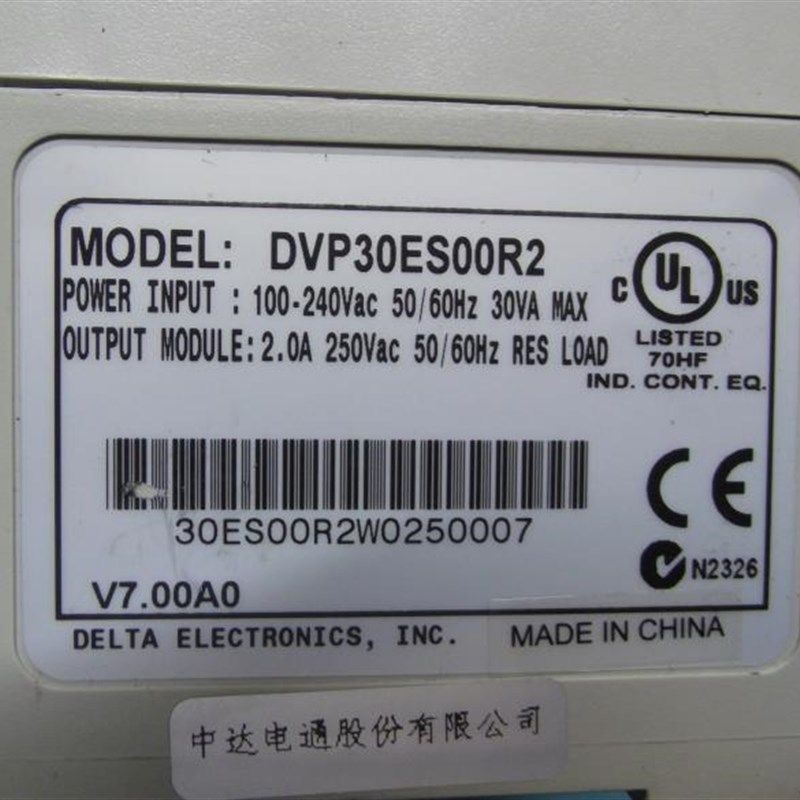 MODEL: DVP30ES00R2
POWER INPUT : 100-240Vac 50/60Hz 30VA MAX
OUTPUT MODULE: 2.0A 250Vac 50/60Hz RES LOAD
C UL US
LISTED
70HF
IND. CONT. EQ.
30ES00R2W0250007
CE
N2326
V7.00A0
DELTA ELECTRONICS, INC.
MADE IN CHINA
中达电通股份有限公司